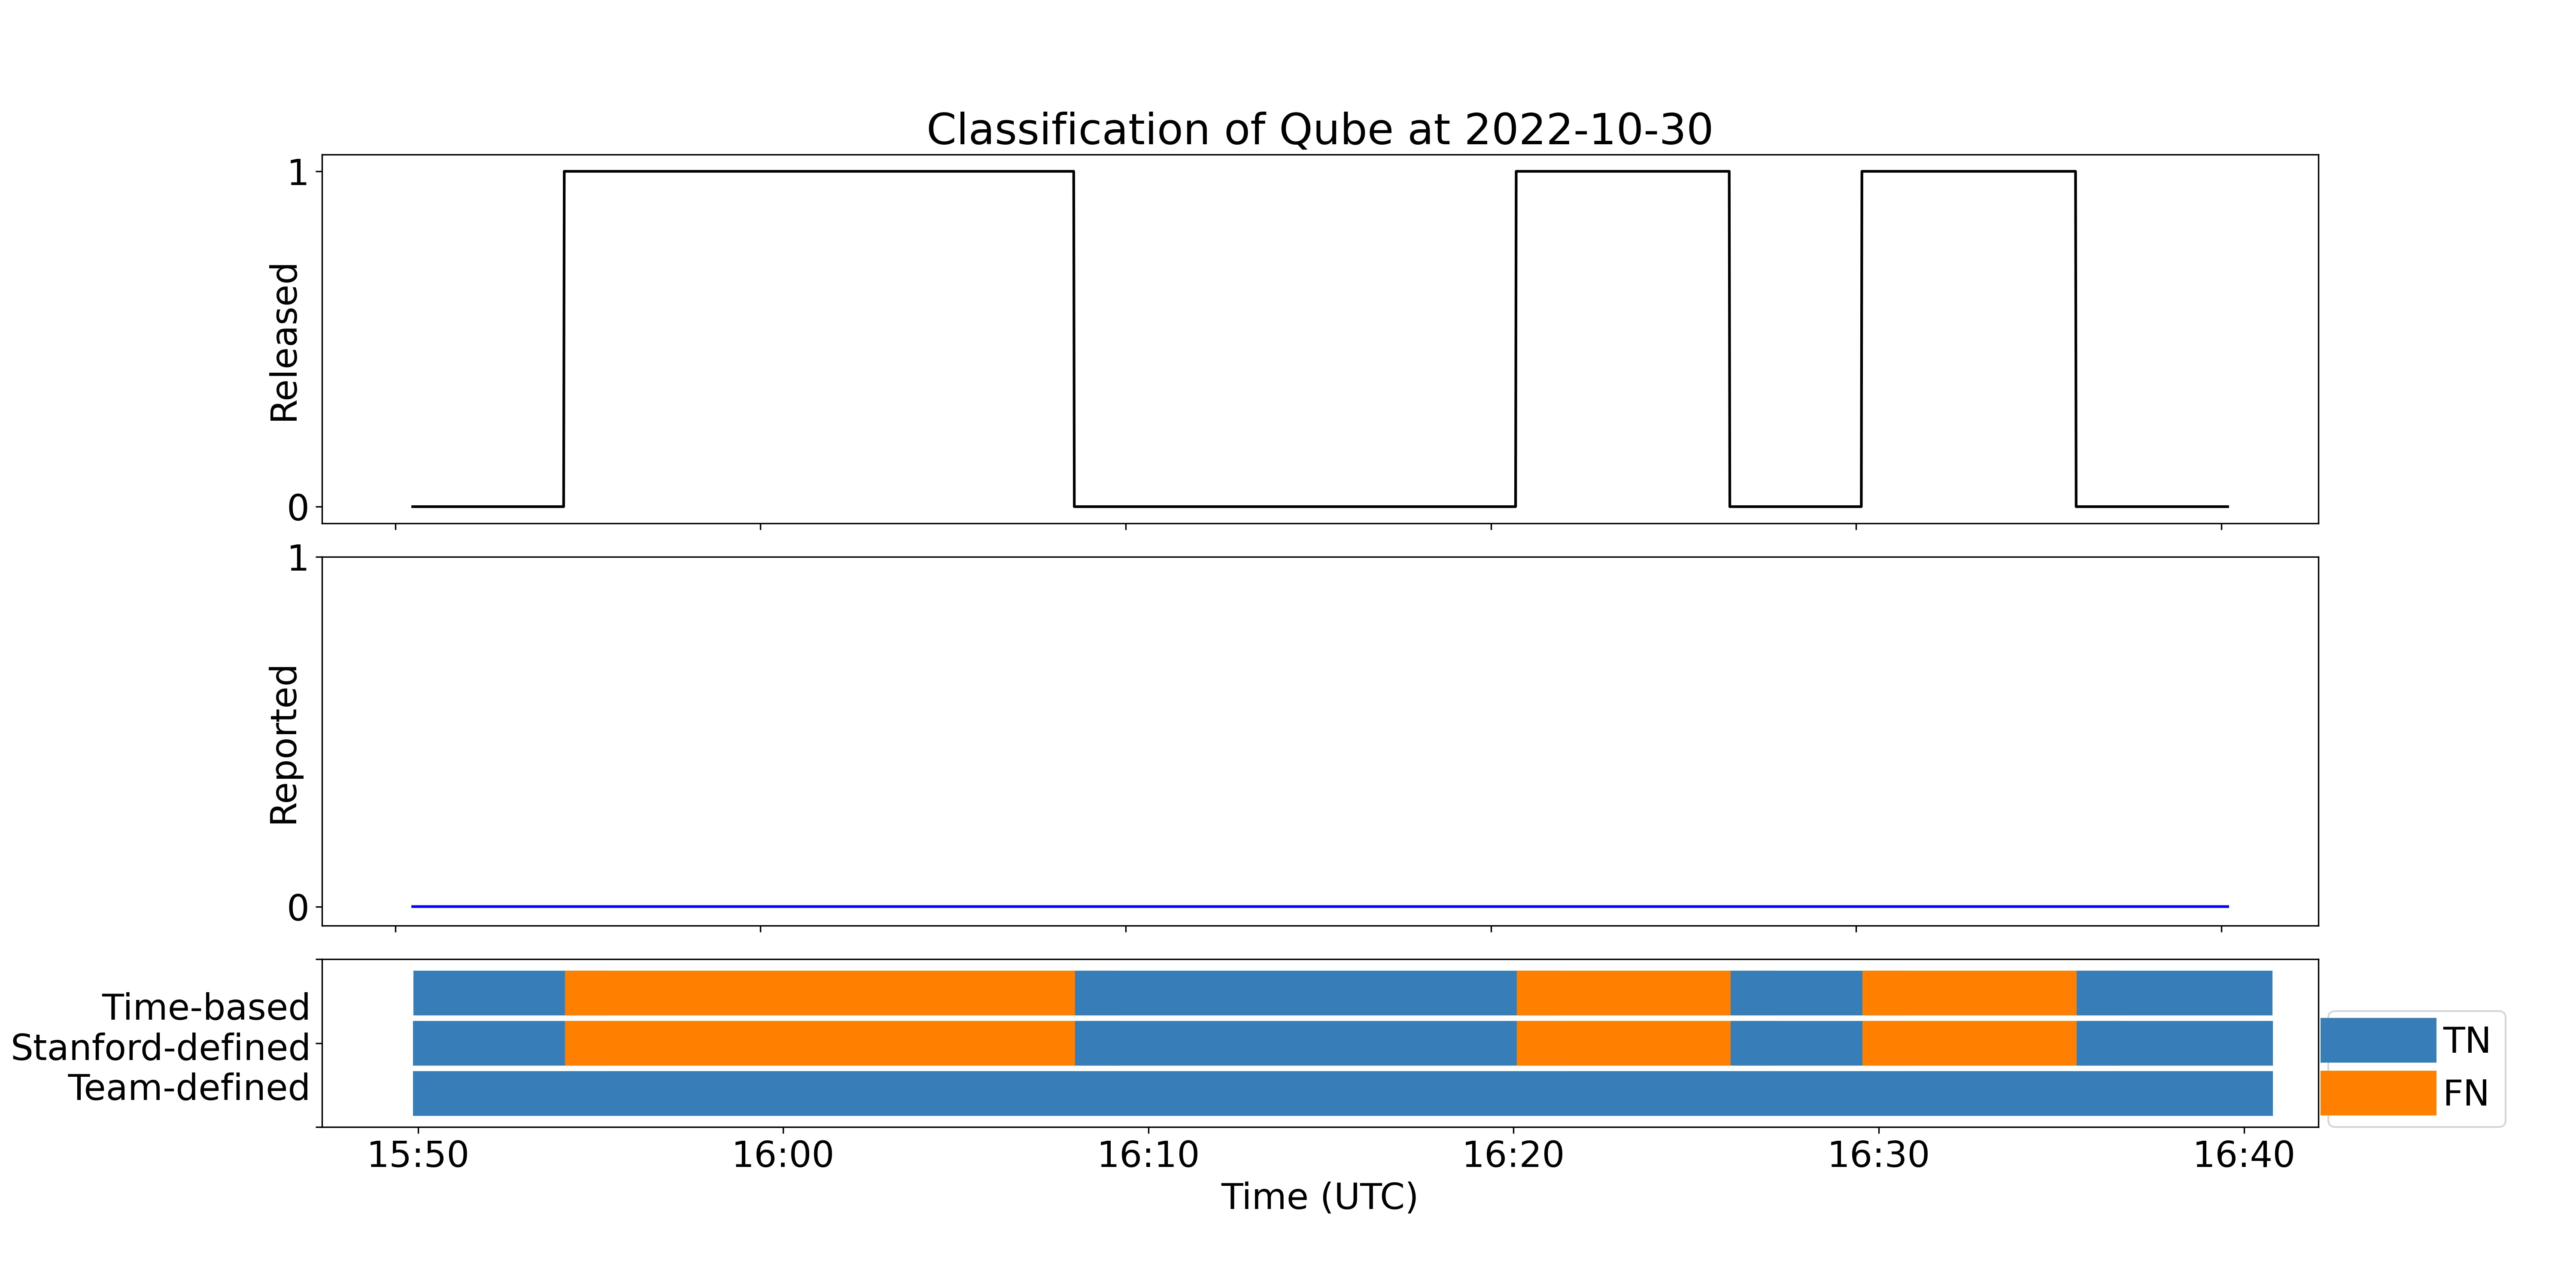 Classification of Qube at 2022-10-30
1
Released
0
1
Reported
0
Time-based
Stanford-defined
Team-defined
TN
FN
15:50 16:00 16:10 16:20 16:30 16:40
Time (UTC)